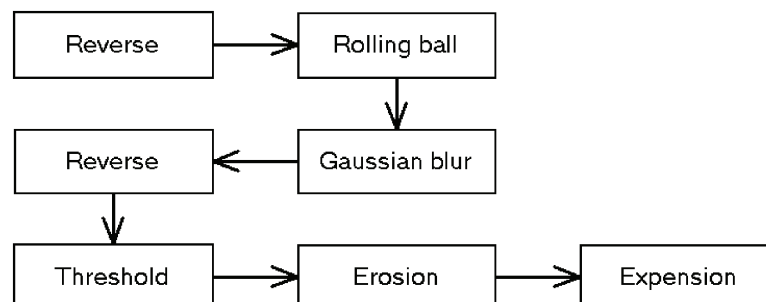 Reverse
Rolling ball
Gaussian blur
Reverse
Threshold
Erosion
Expension